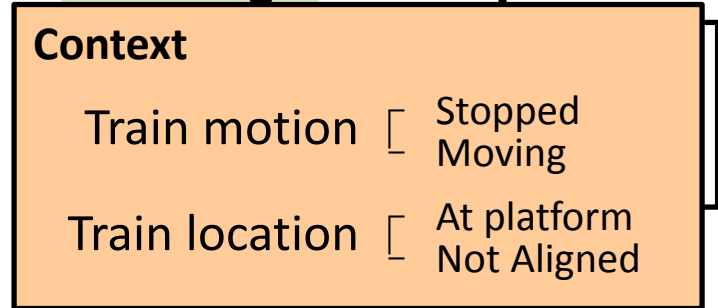 Context
Train motion
Stopped
Moving
Train location
At platform
Not Aligned